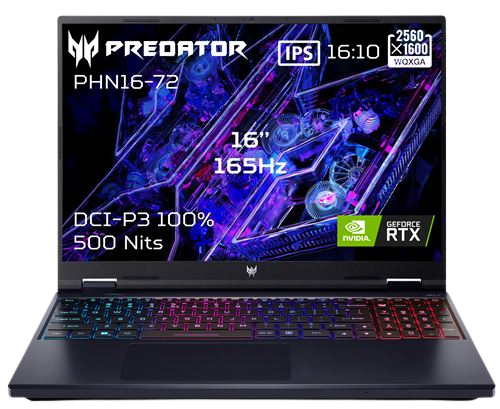 PREDATOR
PHN16-72
IPS
16:10
2560
×1600
WQXGA
16”
165Hz
DCI-P3 100%
500 Nits
NVIDIA.
GEFORCE
RTX